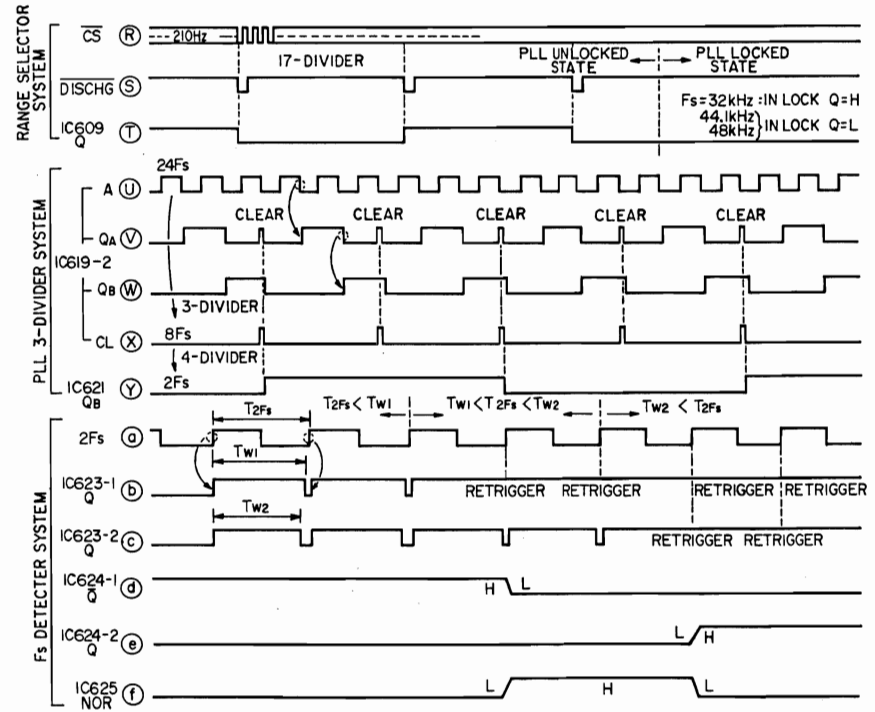 RANGE SELECTOR SYSTEM
CS R
210Hz
17-DIVIDER
PLL UNLOCKED STATE
PLL LOCKED STATE
DISCHG S
Fs=32kHz : IN LOCK Q=H
44.1kHz
48kHz } IN LOCK Q=L
IC609 Q T
PLL 3-DIVIDER SYSTEM
24Fs
A U
CLEAR CLEAR CLEAR CLEAR CLEAR
QA V
IC619-2
QB W
3-DIVIDER
CL X 8Fs
4-DIVIDER
IC621 QB Y 2Fs
T2Fs < TW1
TW1 < T2Fs < TW2
TW2 < T2Fs
Fs DETECTER SYSTEM
T2Fs
2Fs a
TW1
IC623-1 Q b
RETRIGGER RETRIGGER RETRIGGER RETRIGGER
TW2
IC623-2 Q c
RETRIGGER RETRIGGER
IC624-1 Q d
H L
IC624-2 Q e
L H
IC625 NOR f
L H L